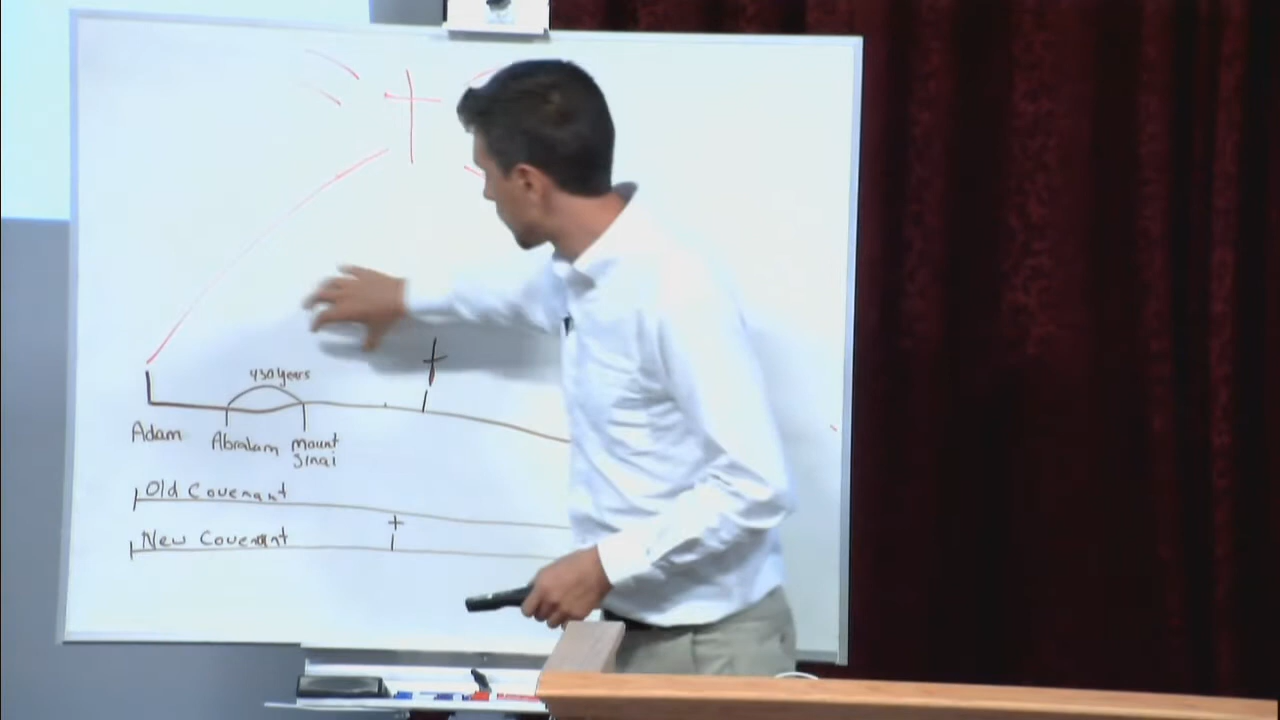 430 years
Adam
Abraham
mount
Sinai
Old Covenant
New Covenant